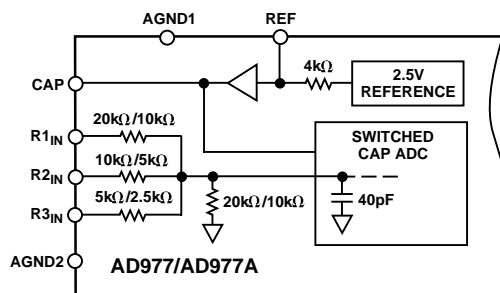 AGND1
REF
CAP
4kΩ
2.5V
REFERENCE
20kΩ/10kΩ
R1IN
SWITCHED
CAP ADC
10kΩ/5kΩ
R2IN
5kΩ/2.5kΩ
R3IN
20kΩ/10kΩ
40pF
AGND2
AD977/AD977A